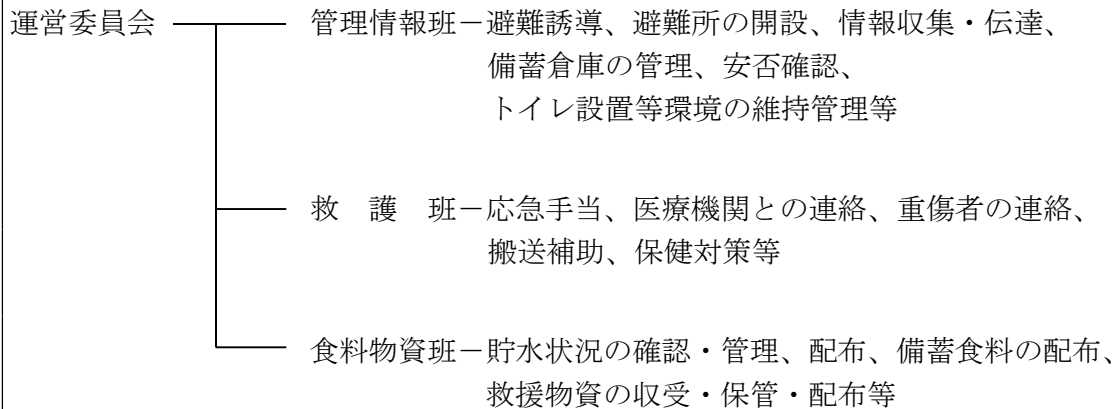 運営委員会 管理情報班－避難誘導、避難所の開設、情報収集・伝達、
備蓄倉庫の管理、安否確認、
トイレ設置等環境の維持管理等
救　護　班－応急手当、医療機関との連絡、重傷者の連絡、
搬送補助、保健対策等
食料物資班－貯水状況の確認・管理、配布、備蓄食料の配布、
救援物資の収受・保管・配布等